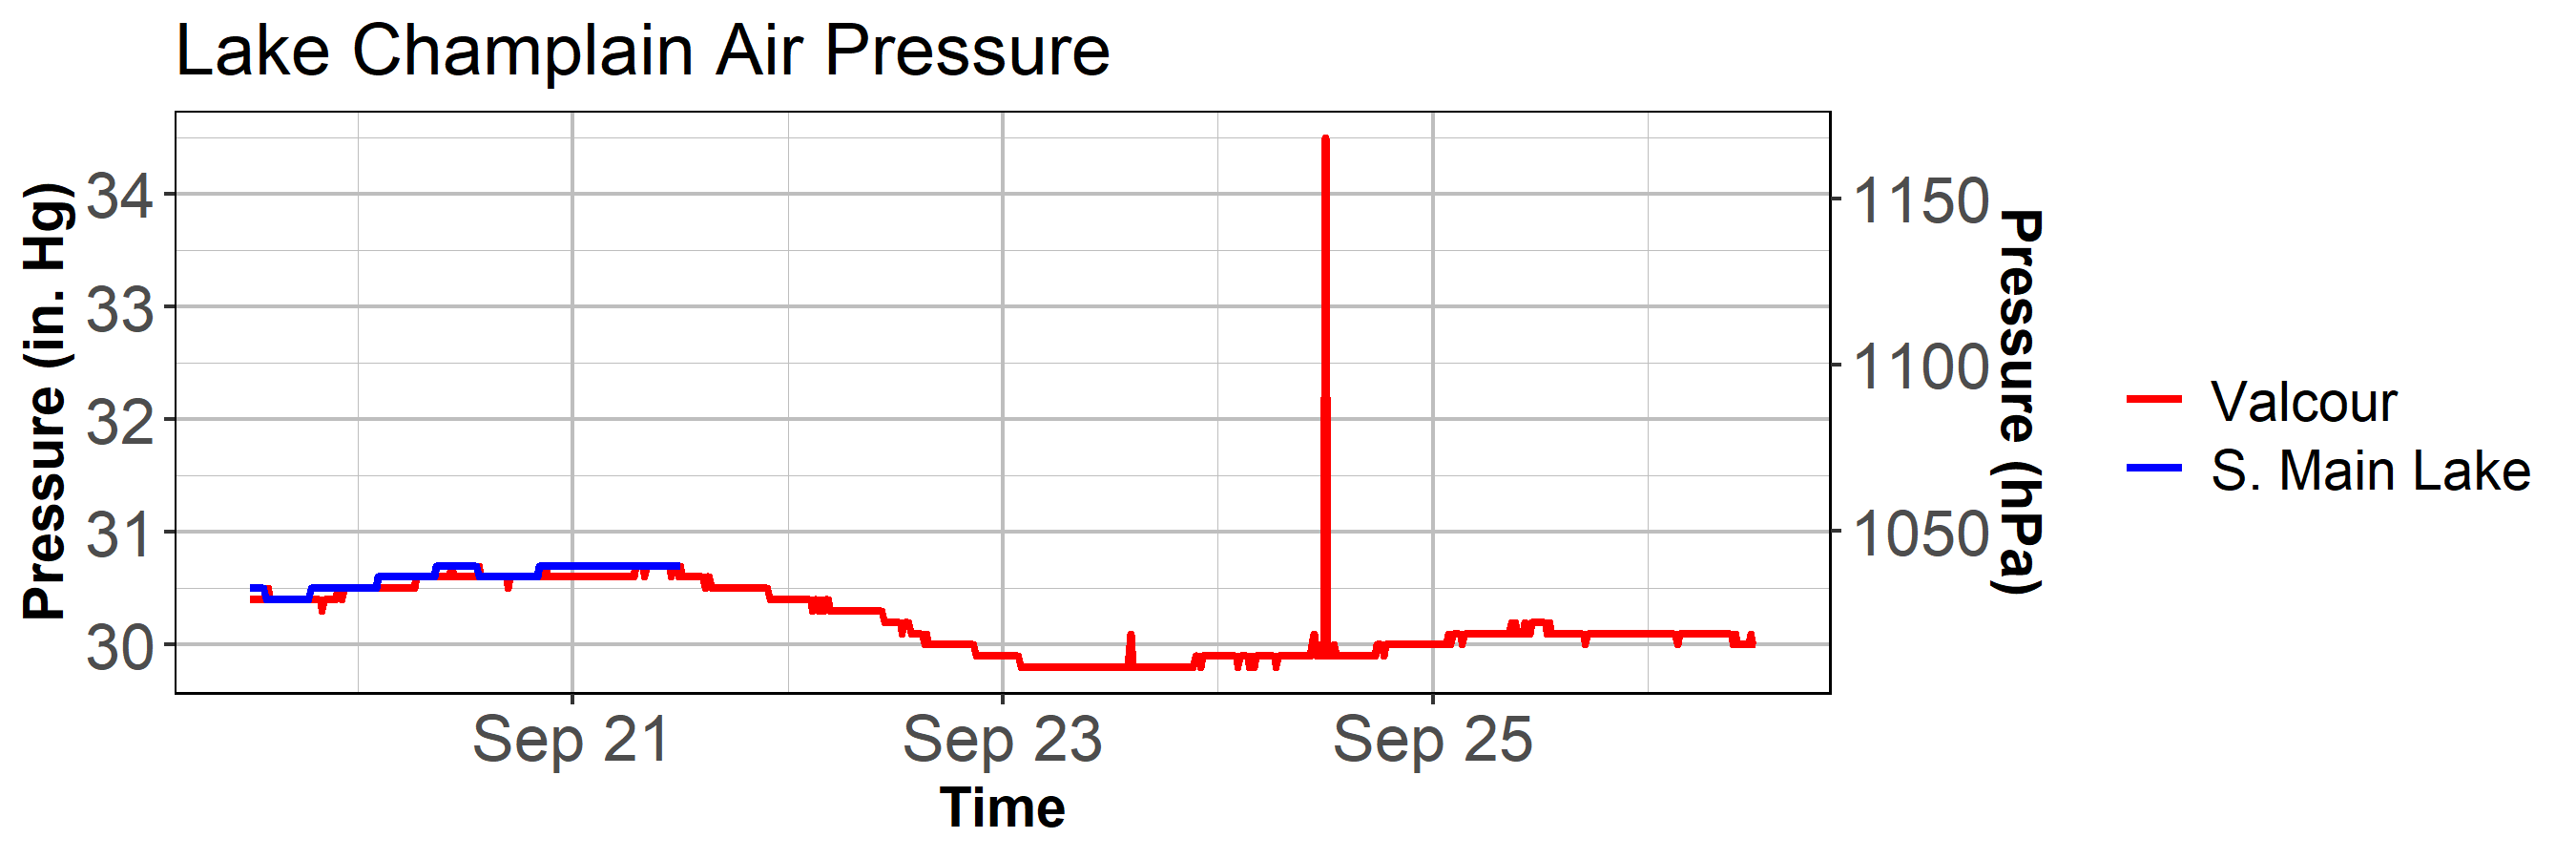 Lake Champlain Air Pressure
Pressure (in. Hg)
34
33
32
31
30
1150
1100
1050
Pressure (hPa)
Valcour
S. Main Lake
Sep 21
Sep 23
Sep 25
Time